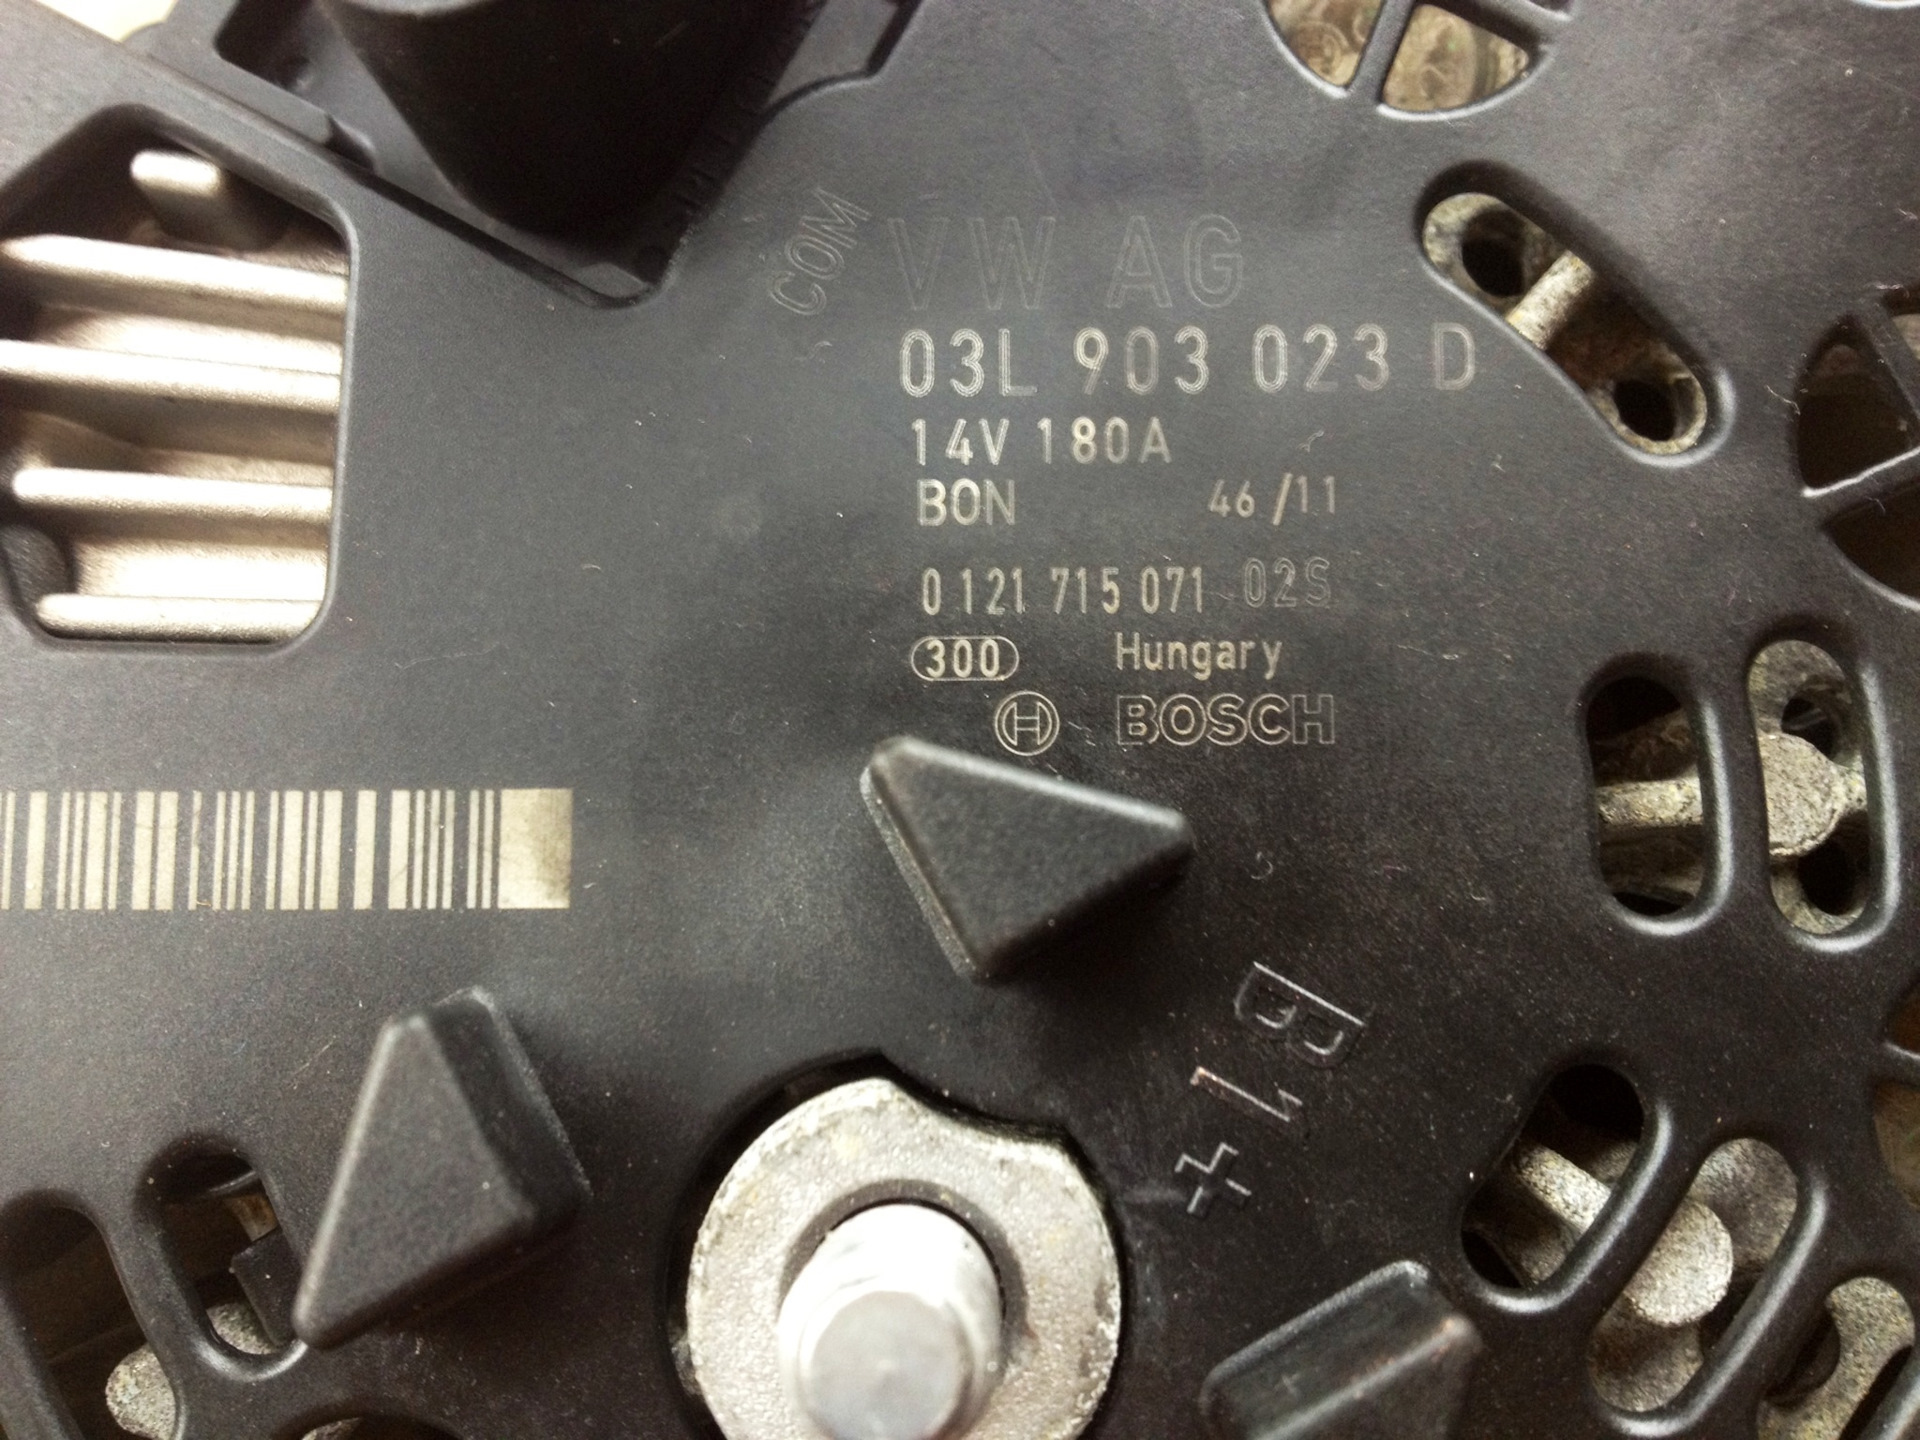 COM
VW AG
03L 903 023 D
14V 180A
BON 46 /11
0 121 715 071 02S
300 Hungary
BOSCH
B1+